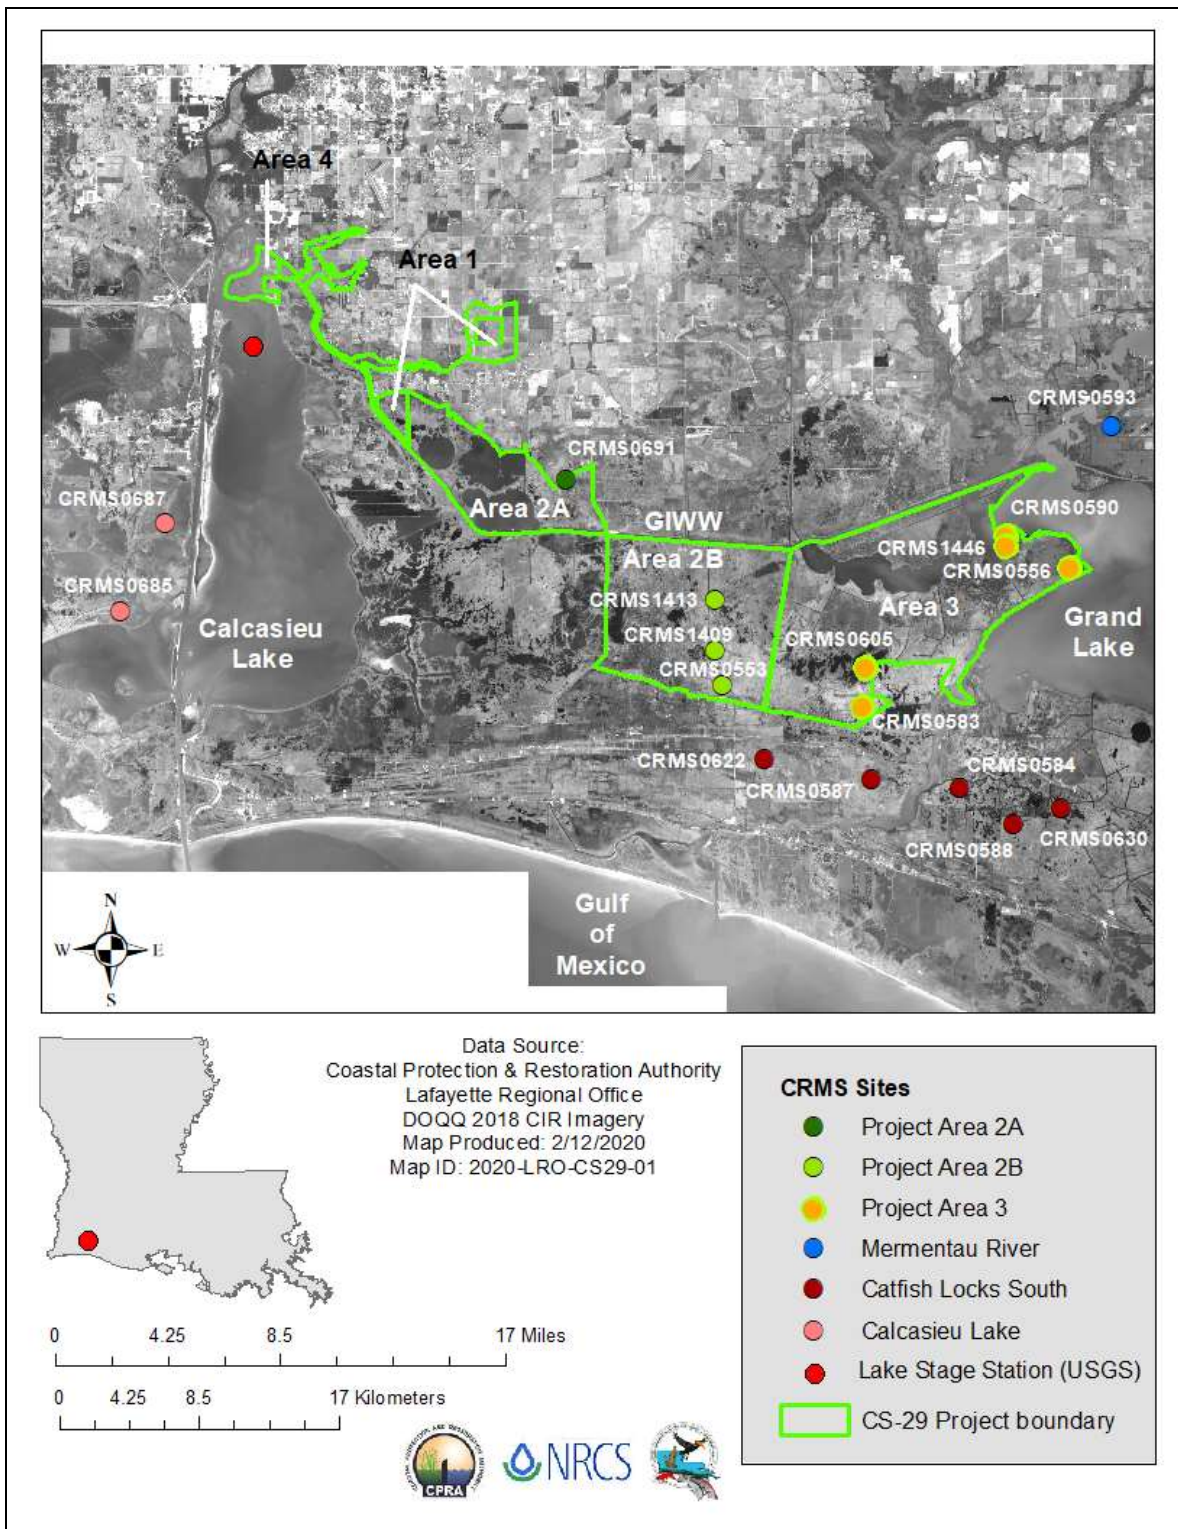 Area 4
Area 1
CRMS0593
CRMS0691
CRMS0687
Area 2A
GIWW
CRMS0590
CRMS1446
Area 2B
CRMS0556
CRMS0685
CRMS1413
Area 3
Calcasieu
Lake
Grand
Lake
CRMS1409
CRMS0605
CRMS0553
CRMS0583
CRMS0622
CRMS0584
CRMS0587
CRMS0588
CRMS0630
Gulf
of
Mexico
N
W
E
S
Data Source:
Coastal Protection & Restoration Authority
Lafayette Regional Office
DOQQ 2018 CIR Imagery
Map Produced: 2/12/2020
Map ID: 2020-LRO-CS29-01
CRMS Sites
Project Area 2A
Project Area 2B
Project Area 3
Mermentau River
Catfish Locks South
Calcasieu Lake
Lake Stage Station (USGS)
CS-29 Project boundary
0 4.25 8.5 17 Miles
0 4.25 8.5 17 Kilometers
CPRA
NRCS